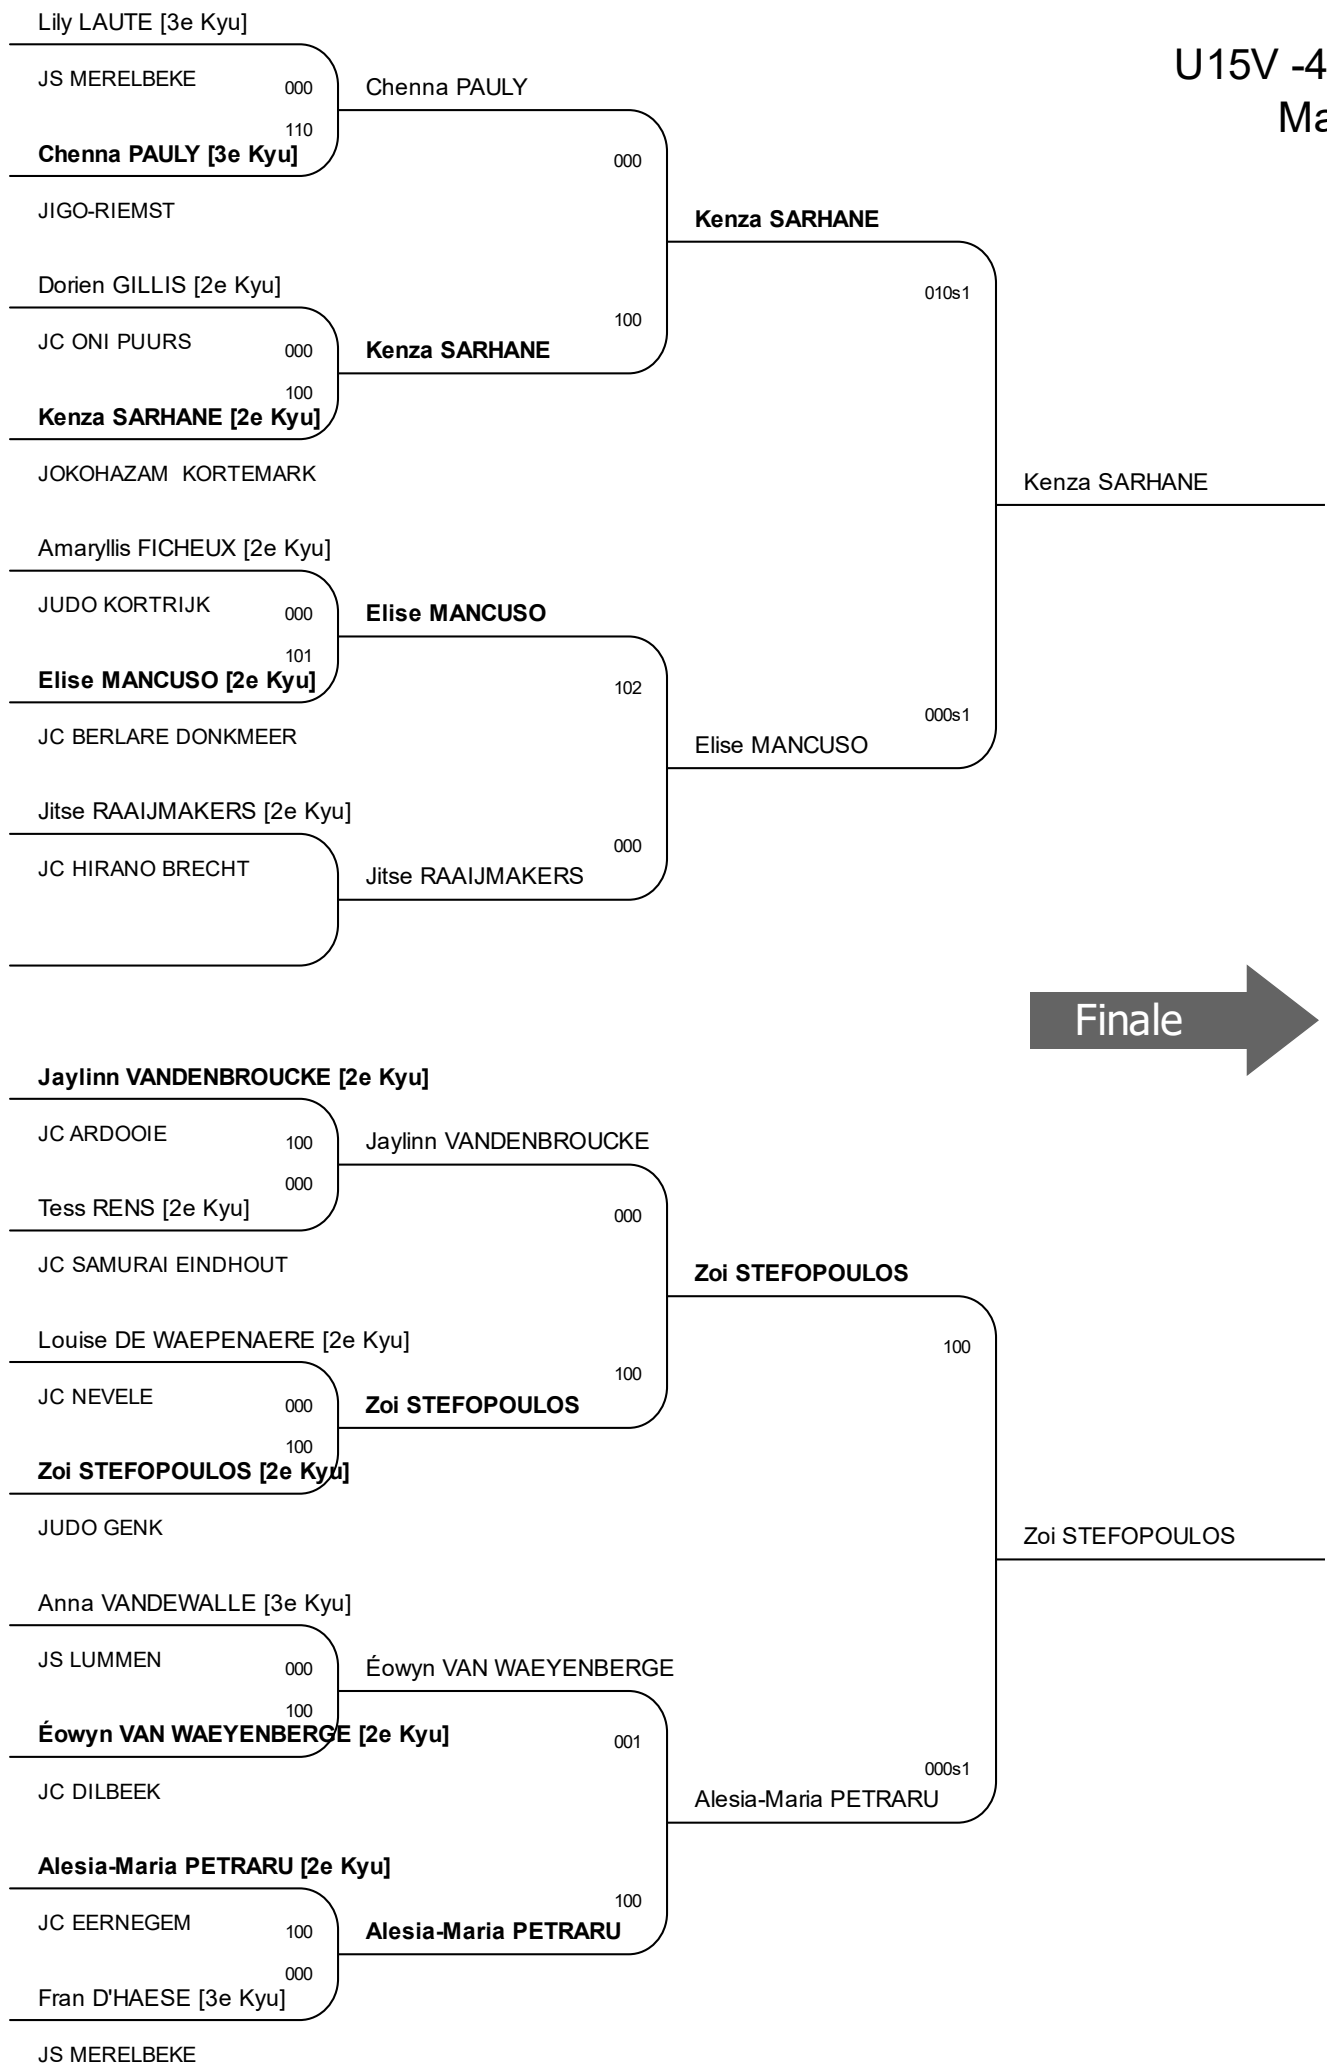 Lily LAUTE [3e Kyu]
U15V -4
Ma
JS MERELBEKE
000
Chenna PAULY
110
Chenna PAULY [3e Kyu]
000
JIGO-RIEMST
Kenza SARHANE
Dorien GILLIS [2e Kyu]
010s1
100
JC ONI PUURS
000
Kenza SARHANE
100
Kenza SARHANE [2e Kyu]
JOKOHAZAM KORTEMARK
Kenza SARHANE
Amaryllis FICHEUX [2e Kyu]
JUDO KORTRIJK
000
Elise MANCUSO
101
Elise MANCUSO [2e Kyu]
102
000s1
JC BERLARE DONKMEER
Elise MANCUSO
Jitse RAAIJMAKERS [2e Kyu]
000
JC HIRANO BRECHT
Jitse RAAIJMAKERS
Finale
Jaylinn VANDENBROUCKE [2e Kyu]
JC ARDOOIE
100
Jaylinn VANDENBROUCKE
000
Tess RENS [2e Kyu]
000
JC SAMURAI EINDHOUT
Zoi STEFOPOULOS
Louise DE WAEPENAERE [2e Kyu]
100
100
JC NEVELE
000
Zoi STEFOPOULOS
100
Zoi STEFOPOULOS [2e Kyu]
JUDO GENK
Zoi STEFOPOULOS
Anna VANDEWALLE [3e Kyu]
JS LUMMEN
000
Éowyn VAN WAEYENBERGE
100
Éowyn VAN WAEYENBERGE [2e Kyu]
001
000s1
JC DILBEEK
Alesia-Maria PETRARU
Alesia-Maria PETRARU [2e Kyu]
100
JC EERNEGEM
100
Alesia-Maria PETRARU
000
Fran D'HAESE [3e Kyu]
JS MERELBEKE